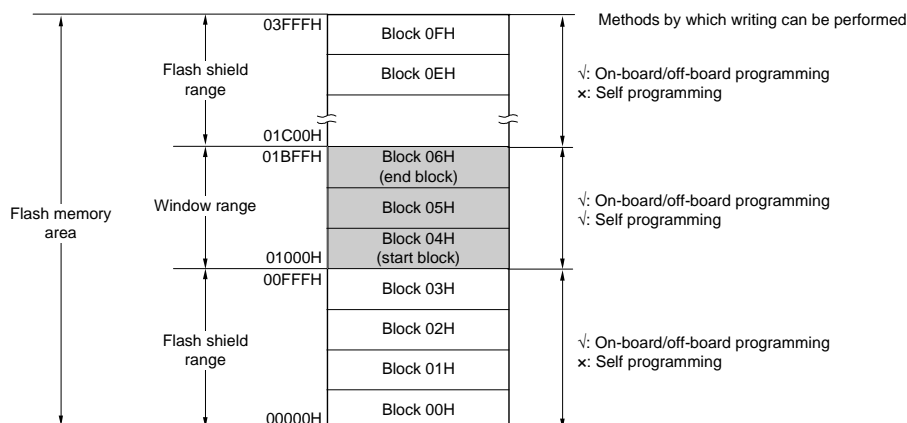 Methods by which writing can be performed
03FFFH
Block 0FH
Flash shield
range
Block 0EH
√: On-board/off-board programming
×: Self programming
01C00H
01BFFH
Block 06H
(end block)
Flash memory
area
Window range
Block 05H
√: On-board/off-board programming
√: Self programming
Block 04H
(start block)
01000H
00FFFH
Block 03H
Flash shield
range
Block 02H
√: On-board/off-board programming
×: Self programming
Block 01H
Block 00H
00000H